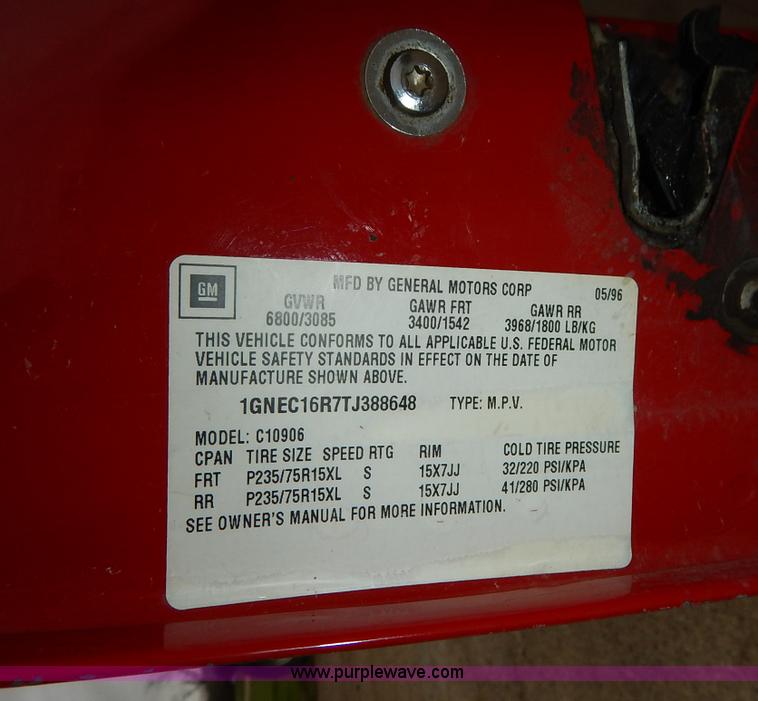 GM
MFD BY GENERAL MOTORS CORP 05/96
GVWR GAWR FRT GAWR RR
6800/3085 3400/1542 3968/1800 LB/KG
THIS VEHICLE CONFORMS TO ALL APPLICABLE U.S. FEDERAL MOTOR
VEHICLE SAFETY STANDARDS IN EFFECT ON THE DATE OF
MANUFACTURE SHOWN ABOVE.
1GNEC16R7TJ388648 TYPE: M.P.V.
MODEL: C10906
CPAN TIRE SIZE SPEED RTG RIM COLD TIRE PRESSURE
FRT P235/75R15XL S 15X7JJ 32/220 PSI/KPA
RR P235/75R15XL S 15X7JJ 41/280 PSI/KPA
SEE OWNER'S MANUAL FOR MORE INFORMATION.
www.purplewave.com